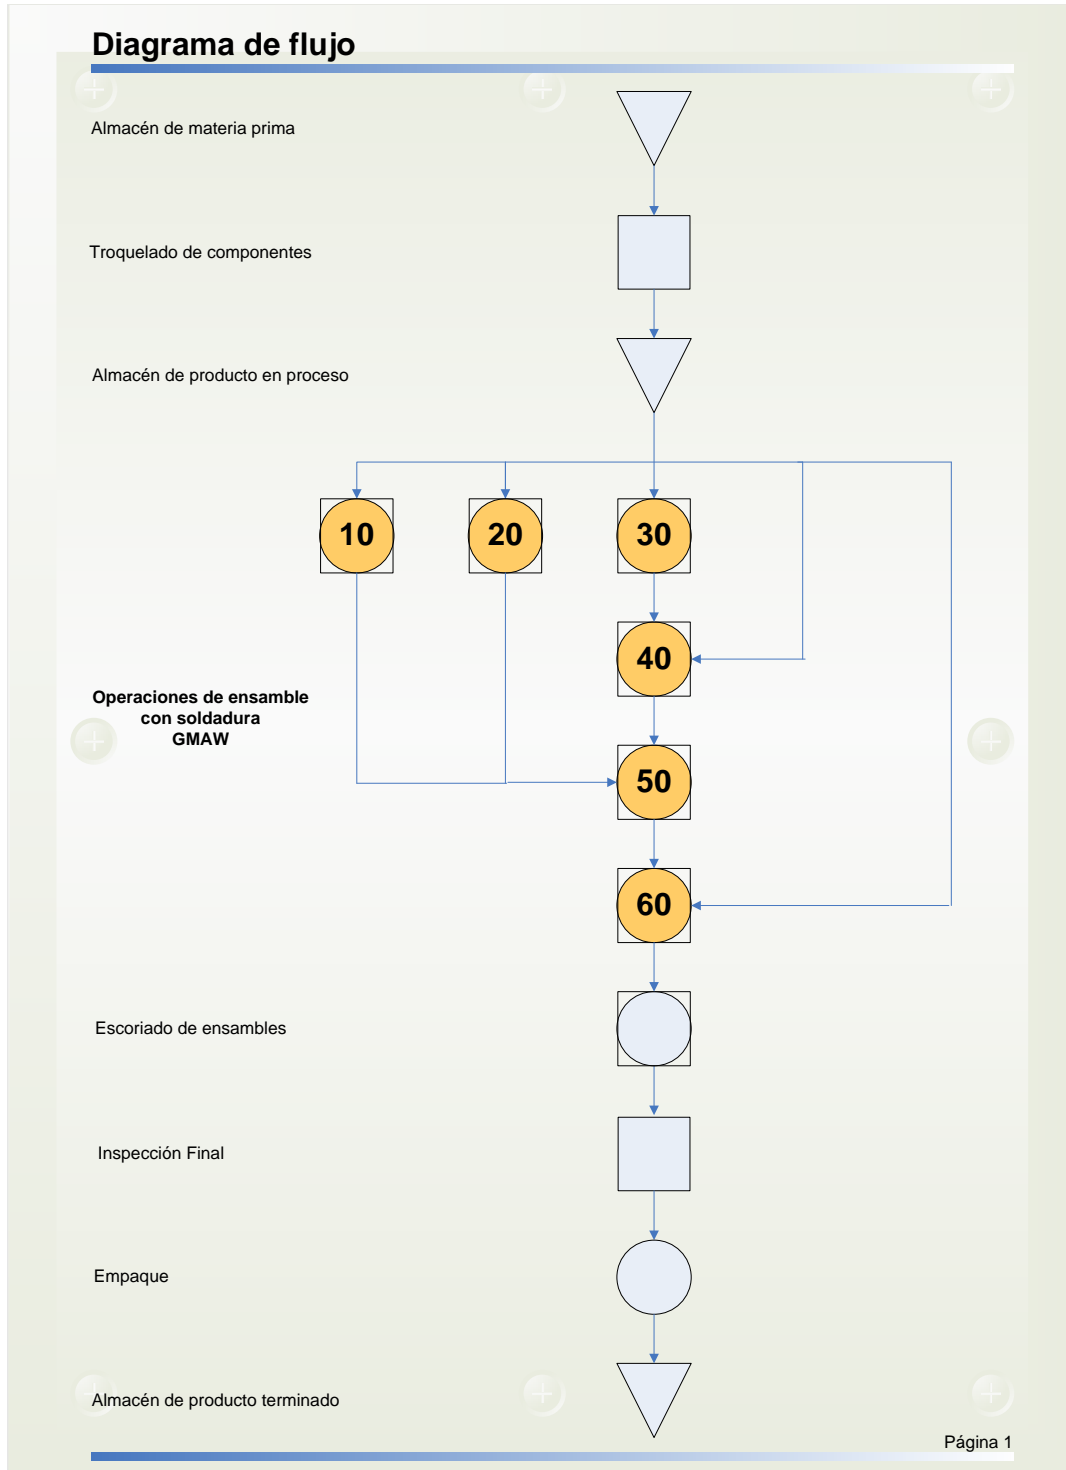 Diagrama de flujo
Almacén de materia prima
Troquelado de componentes
Almacén de producto en proceso
10
20
30
40
Operaciones de ensamble
con soldadura
GMAW
50
60
Escoriado de ensambles
Inspección Final
Empaque
Almacén de producto terminado
Página 1